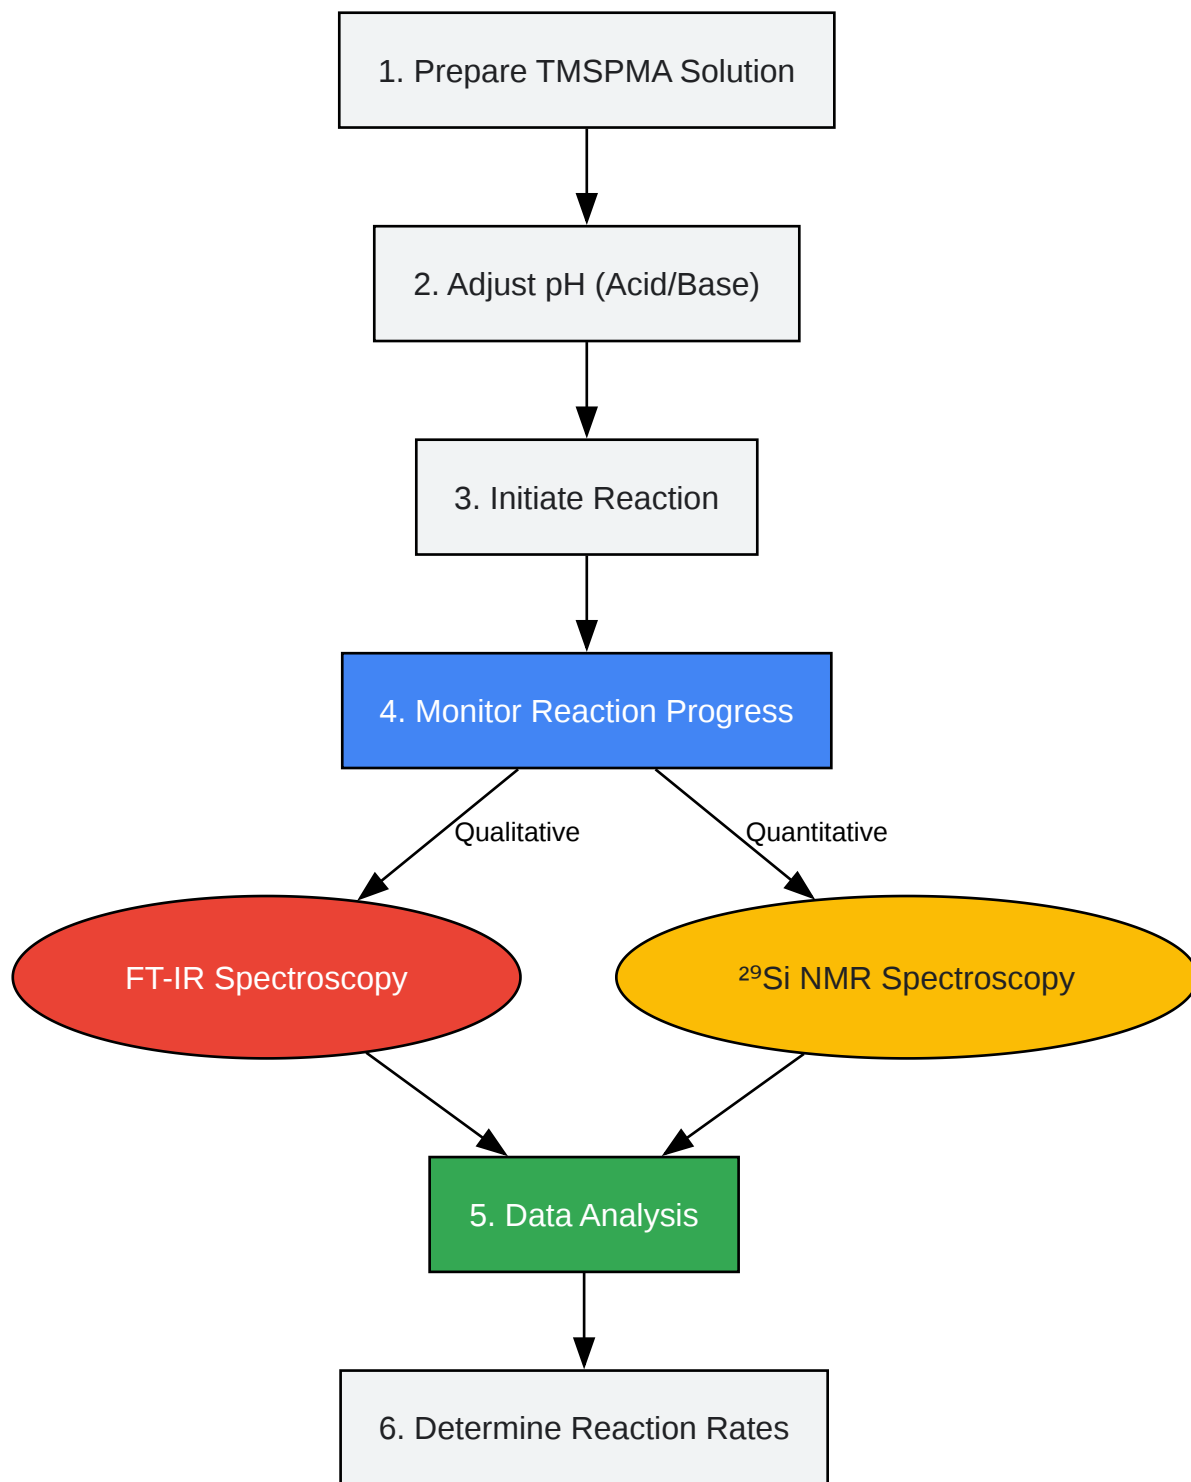 1. Prepare TMSPMA Solution
2. Adjust pH (Acid/Base)
3. Initiate Reaction
4. Monitor Reaction Progress
Qualitative
Quantitative
FT-IR Spectroscopy
²⁹Si NMR Spectroscopy
5. Data Analysis
6. Determine Reaction Rates